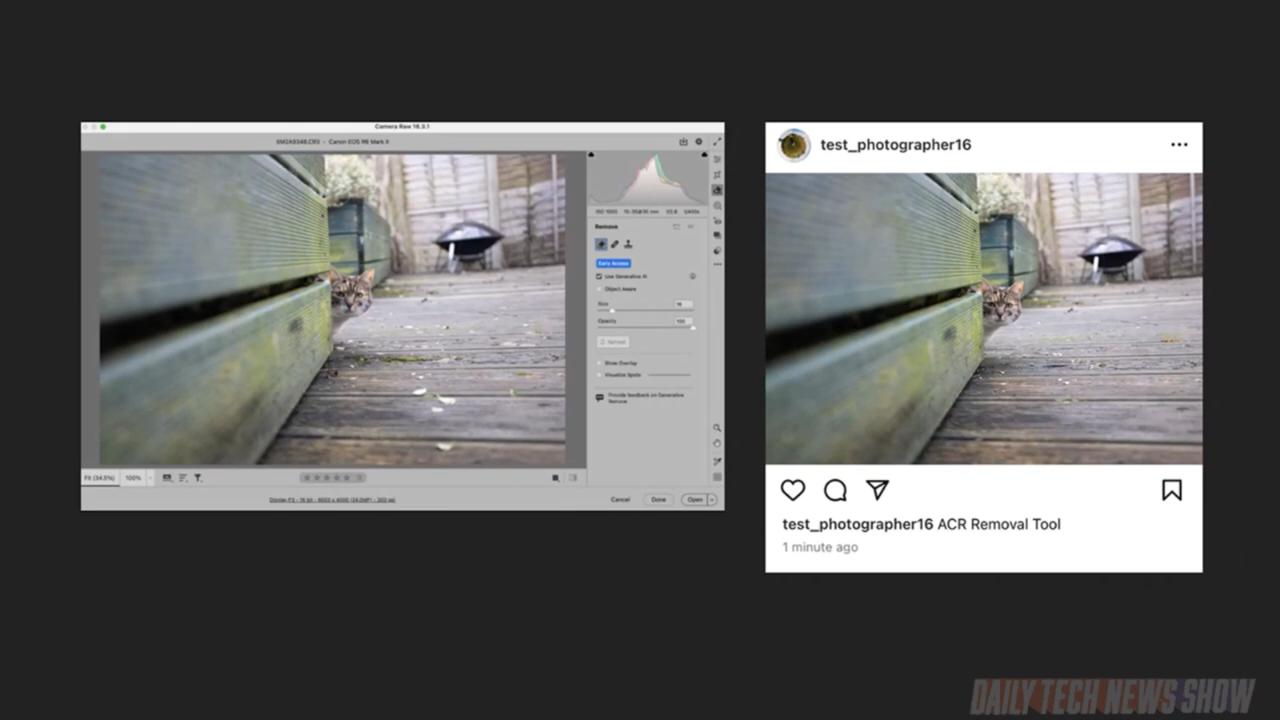 Camera Raw 16.3.1
Canon EOS R6 Mark II
Remove
Early Access
Use Generative AI
Object Aware
Size
16
Opacity
100
Show Overlay
Visualize Spots
Provide feedback on Generative
Remove
Fit (34.5%)
100%
Cancel
Done
Open
test_photographer16
test_photographer16 ACR Removal Tool
1 minute ago
DAILY TECH NEWS SHOW